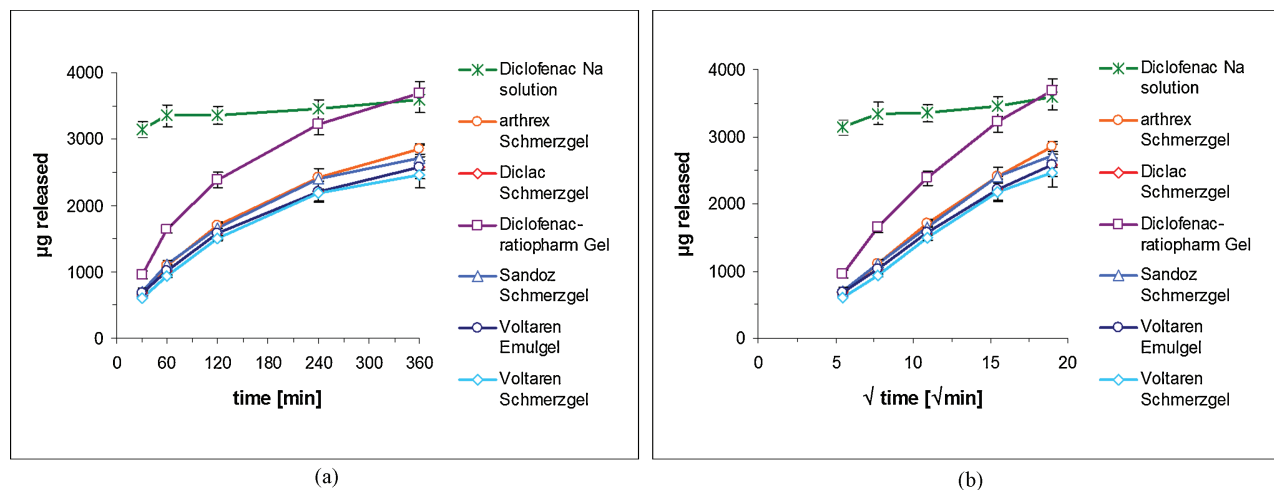 4000
3000
2000
1000
0
µg released
0 60 120 180 240 300 360
time [min]
Diclofenac Na
solution
arthrex
Schmerzgel
Diclac
Schmerzgel
Diclofenac-
ratiopharm Gel
Sandoz
Schmerzgel
Voltaren
Emulgel
Voltaren
Schmerzgel
(a)
4000
3000
2000
1000
0
µg released
0 5 10 15 20
√ time [√min]
Diclofenac Na
solution
arthrex
Schmerzgel
Diclac
Schmerzgel
Diclofenac-
ratiopharm Gel
Sandoz
Schmerzgel
Voltaren
Emulgel
Voltaren
Schmerzgel
(b)